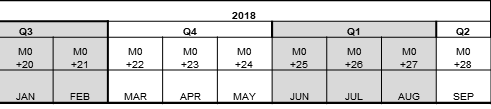 2018
Q3 Q4 Q1 Q2
M0 M0 M0 M0 M0 M0 M0 M0 M0
+20 +21 +22 +23 +24 +25 +26 +27 +28
JAN FEB MAR APR MAY JUN JUL AUG SEP